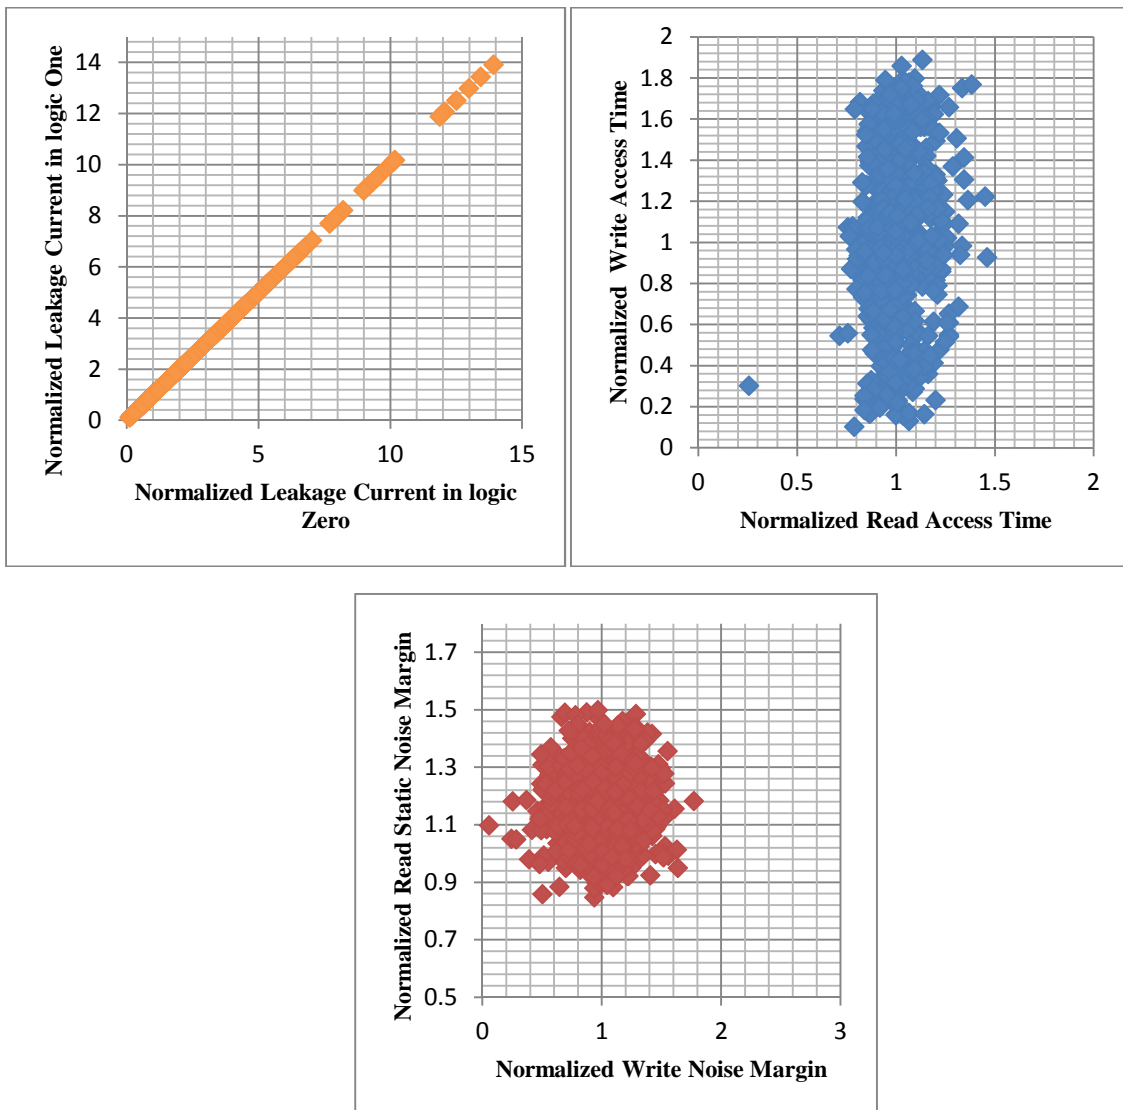 Normalized Leakage Current in logic One
14
12
10
8
6
4
2
0
0 5 10 15
Normalized Leakage Current in logic
Zero
Normalized Write Access Time
2
1.8
1.6
1.4
1.2
1
0.8
0.6
0.4
0.2
0
0 0.5 1 1.5 2
Normalized Read Access Time
Normalized Read Static Noise Margin
1.7
1.5
1.3
1.1
0.9
0.7
0.5
0 1 2 3
Normalized Write Noise Margin